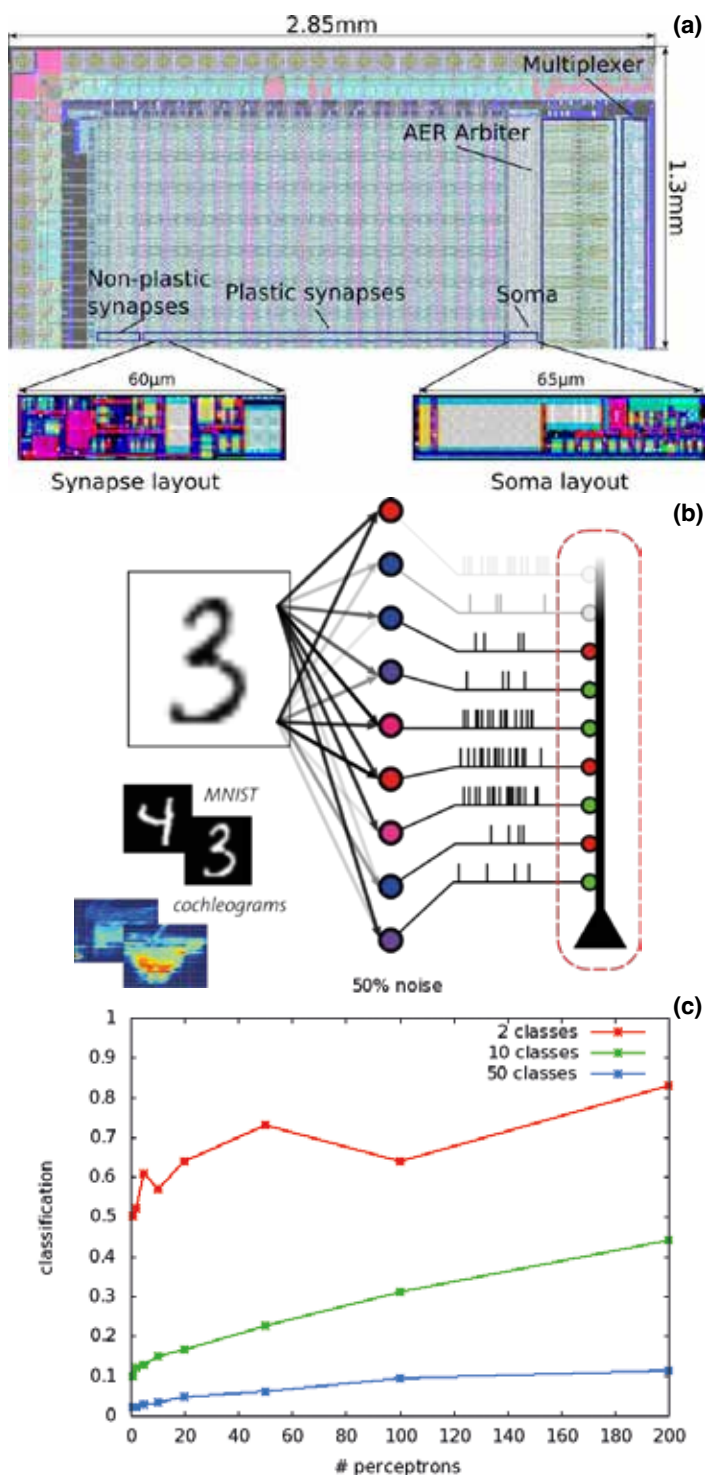 2.85mm
(a)
Multiplexer
AER Arbiter
1.3mm
Non-plastic
synapses
Plastic synapses
Soma
60µm
65µm
Synapse layout
Soma layout
(b)
3
MNIST
4
3
cochleograms
50% noise
(c)
1
0.9
0.8
0.7
0.6
0.5
0.4
0.3
0.2
0.1
0
classification
2 classes
10 classes
50 classes
0 20 40 60 80 100 120 140 160 180 200
# perceptrons